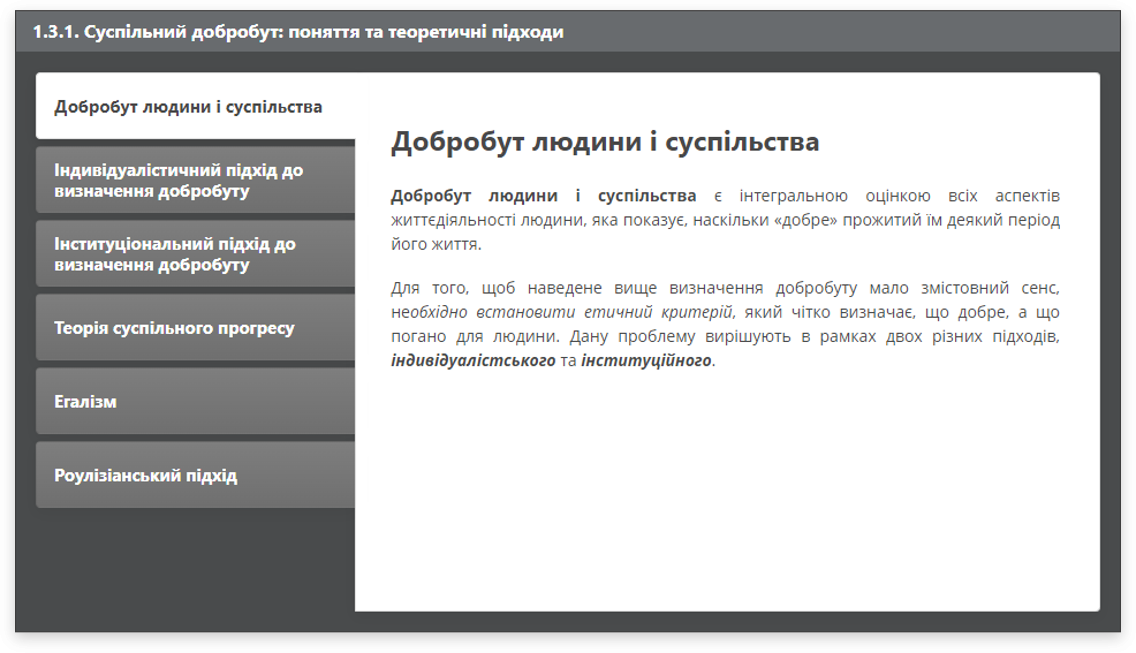 1.3.1. Суспільний добробут: поняття та теоретичні підходи
Добробут людини і суспільства
Індивідуалістичний підхід до
визначення добробуту
Інституціональний підхід до
визначення добробуту
Теорія суспільного прогресу
Егалізм
Роулізіанський підхід
Добробут людини і суспільства
Добробут людини і суспільства є інтегральною оцінкою всіх аспектів
життєдіяльності людини, яка показує, наскільки «добре» прожитий їм деякий період
його життя.
Для того, щоб наведене вище визначення добробуту мало змістовний сенс,
необхідно встановити етичний критерій, який чітко визначає, що добре, а що
погано для людини. Дану проблему вирішують в рамках двох різних підходів,
індивідуалістського та інституційного.